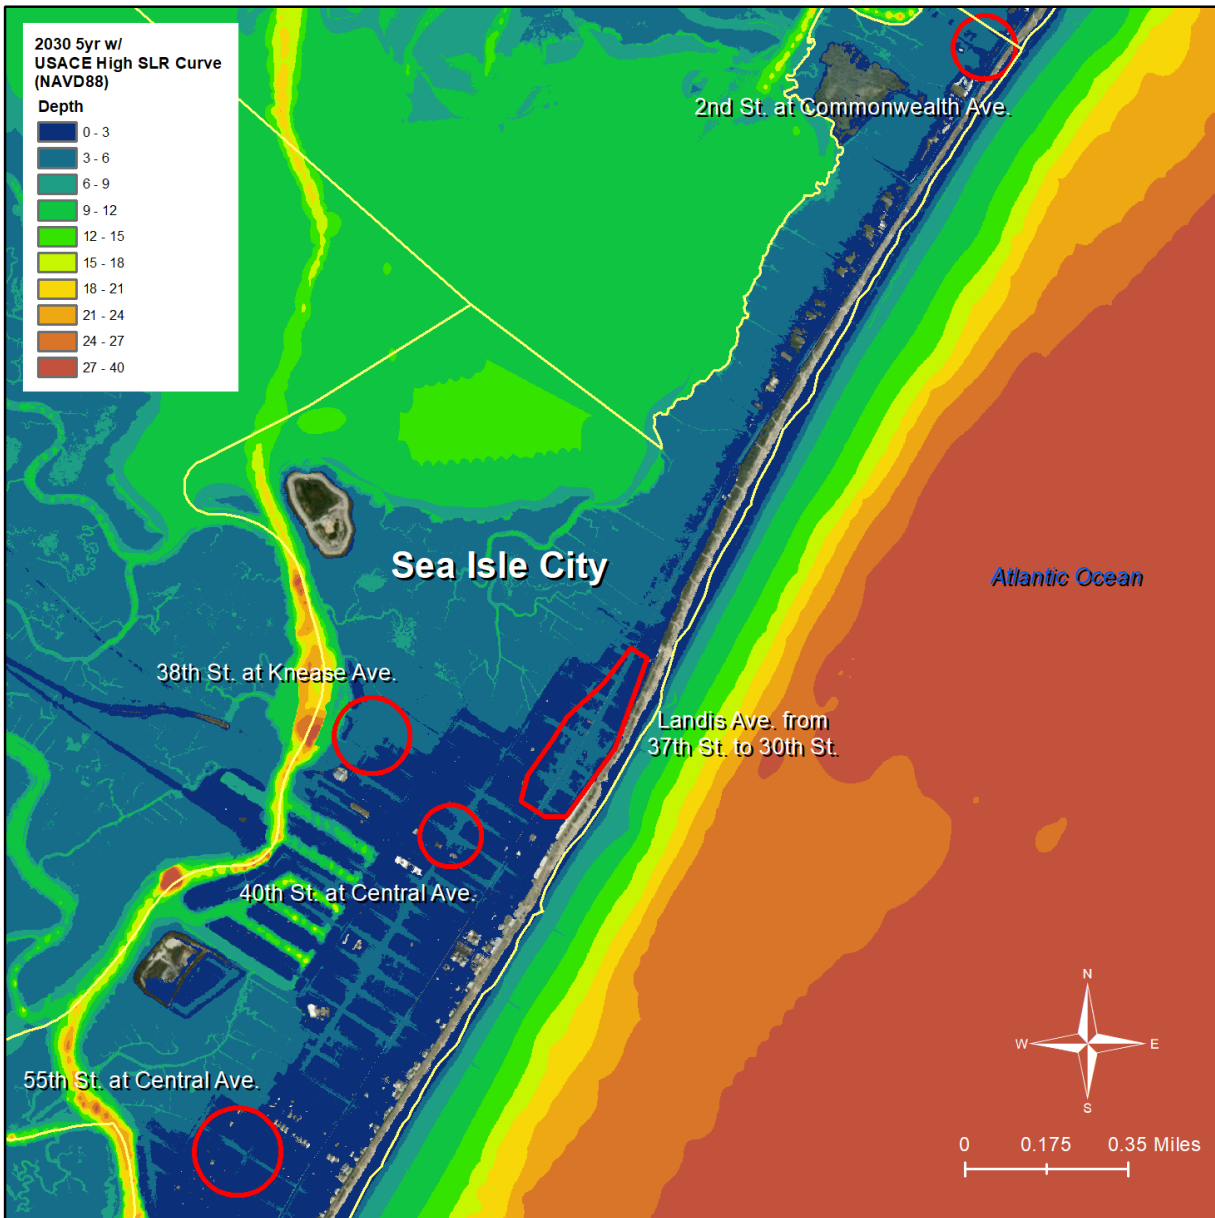 2030 5yr w/
USACE High SLR Curve
(NAVD88)
Depth
0 - 3
3 - 6
6 - 9
9 - 12
12 - 15
15 - 18
18 - 21
21 - 24
24 - 27
27 - 40
2nd St. at Commonwealth Ave.
Sea Isle City
Atlantic Ocean
38th St. at Knease Ave.
Landis Ave. from
37th St. to 30th St.
40th St. at Central Ave.
55th St. at Central Ave.
N
W
E
S
0 0.175 0.35 Miles